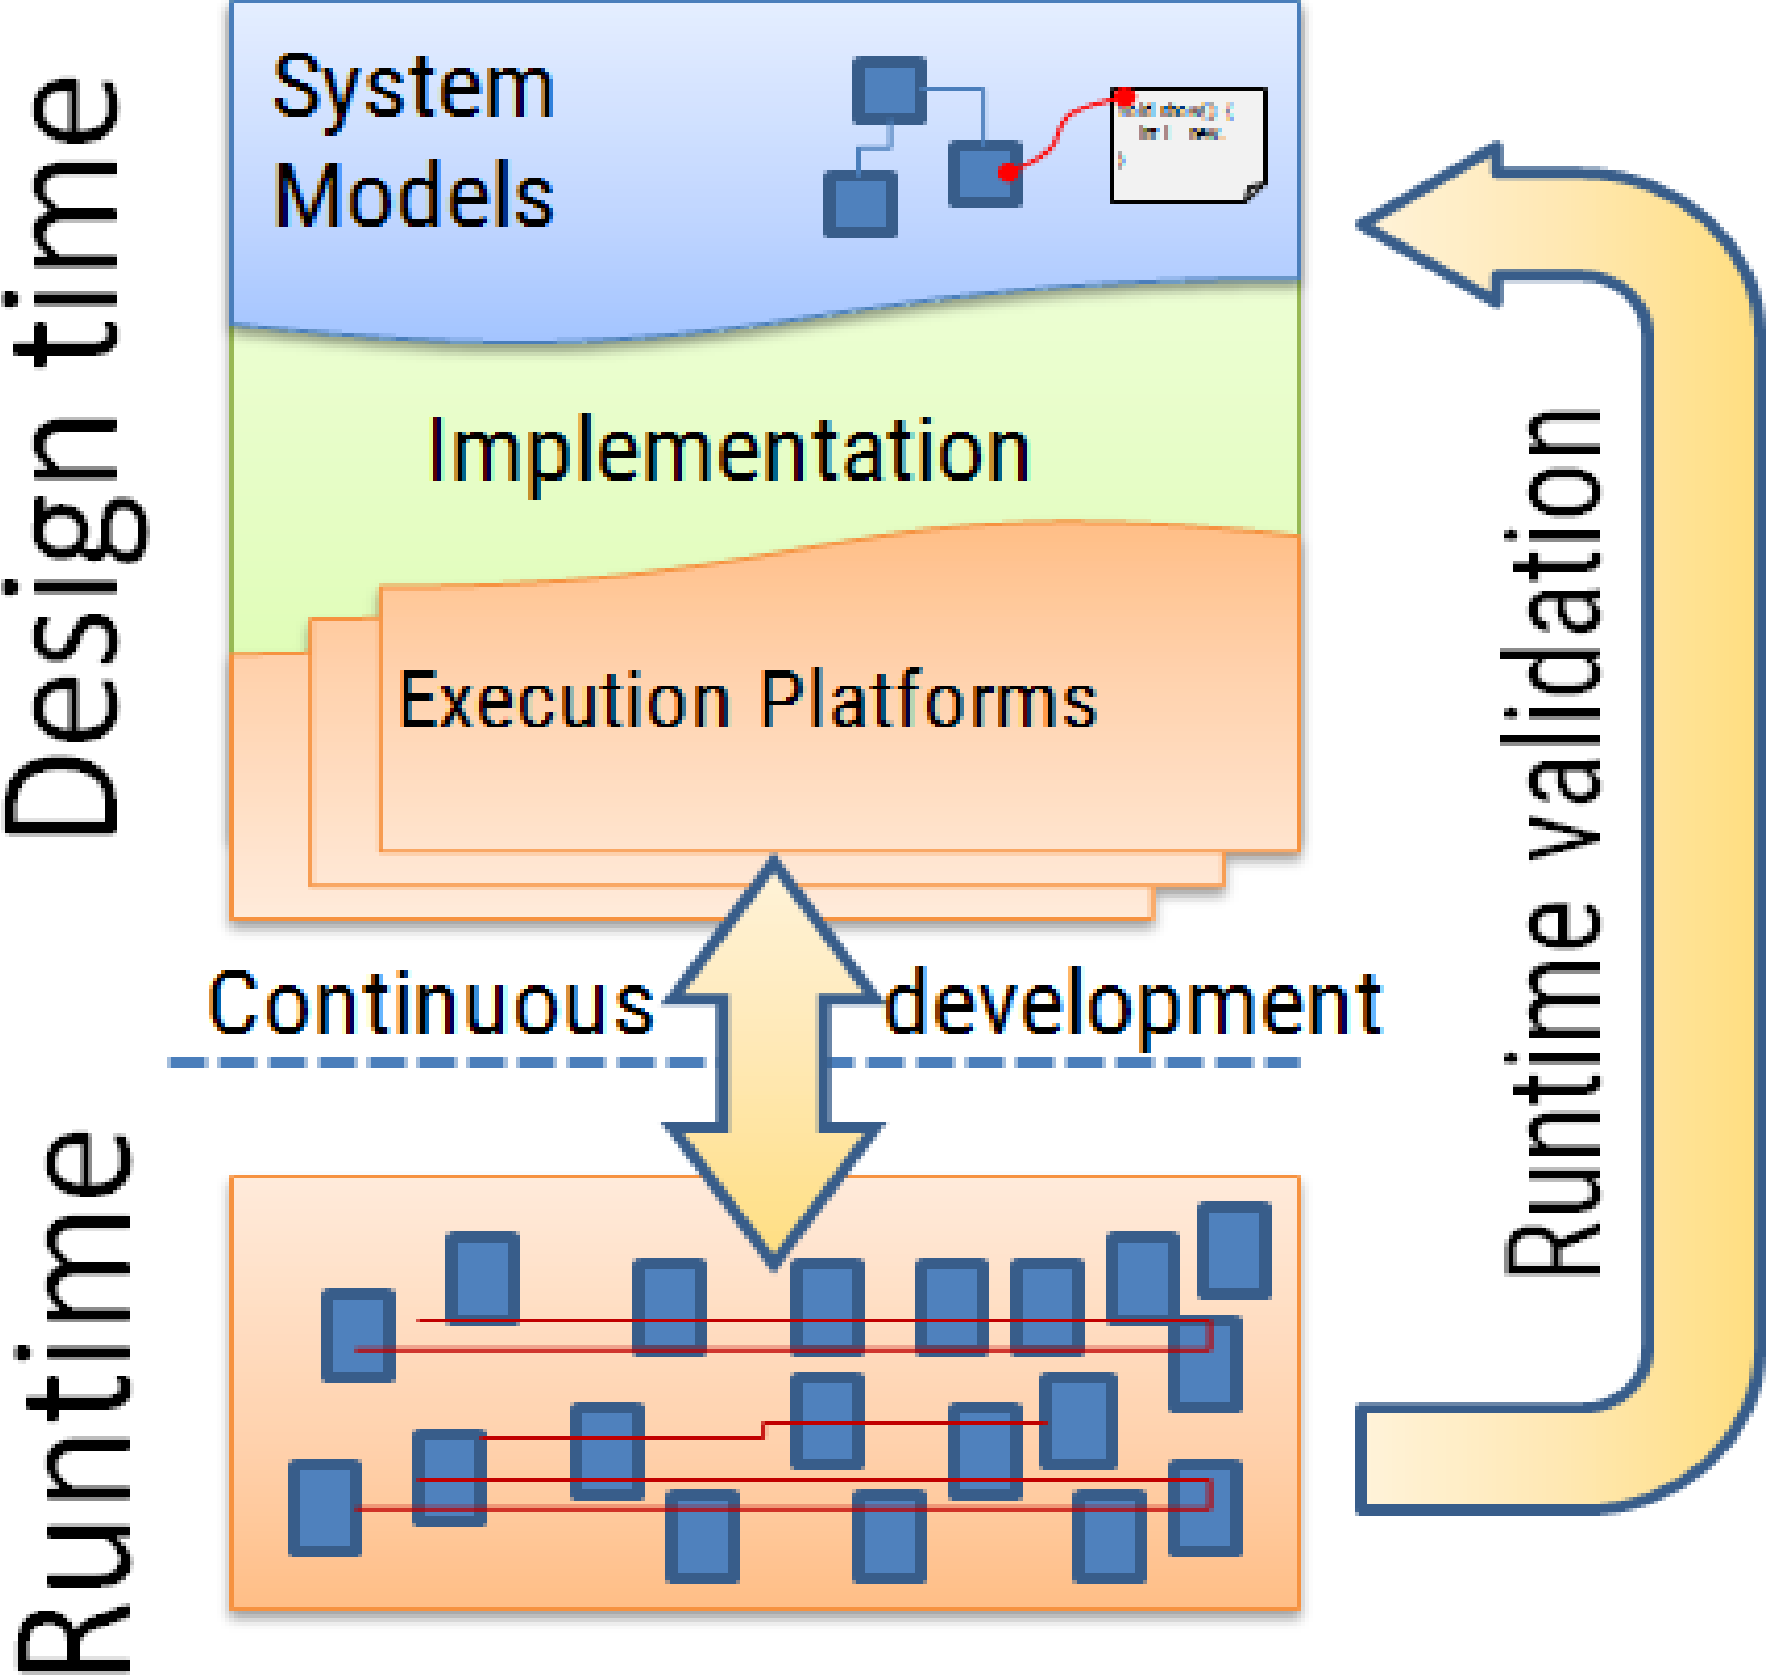 Design time
System
Models
Implementation
Execution Platforms
Continuous development
Runtime validation
Runtime